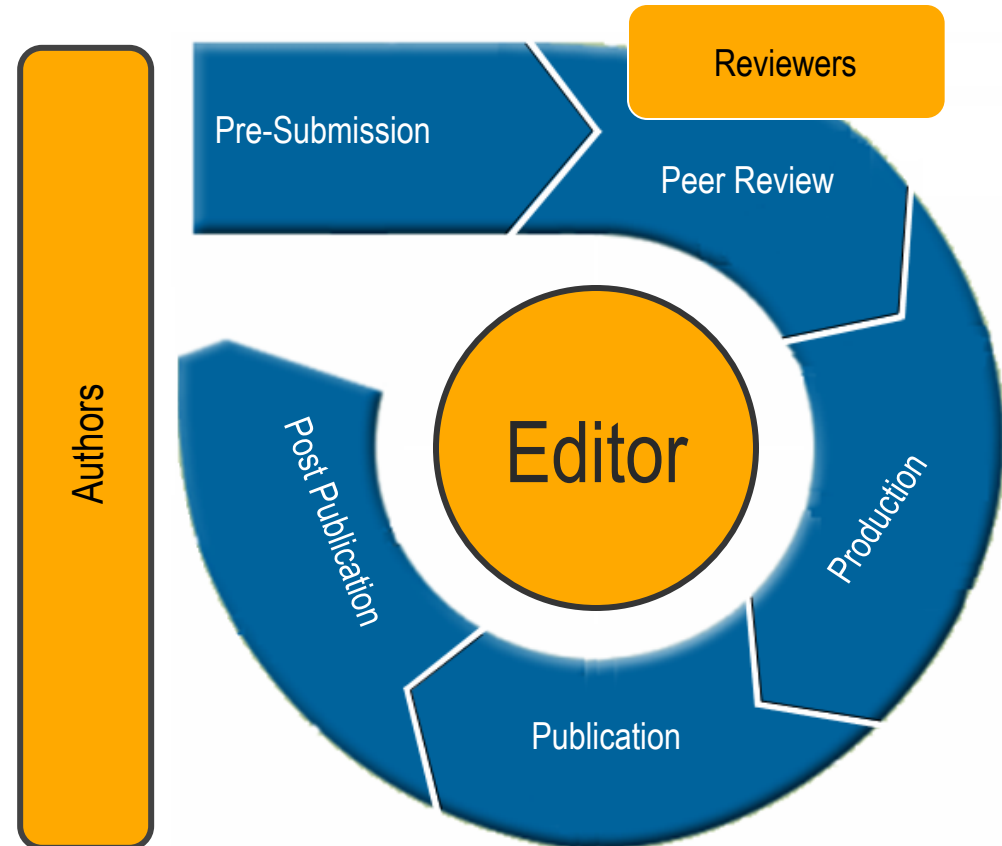 Reviewers
Pre-Submission
Peer Review
Authors
Editor
Post Publication
Production
Publication